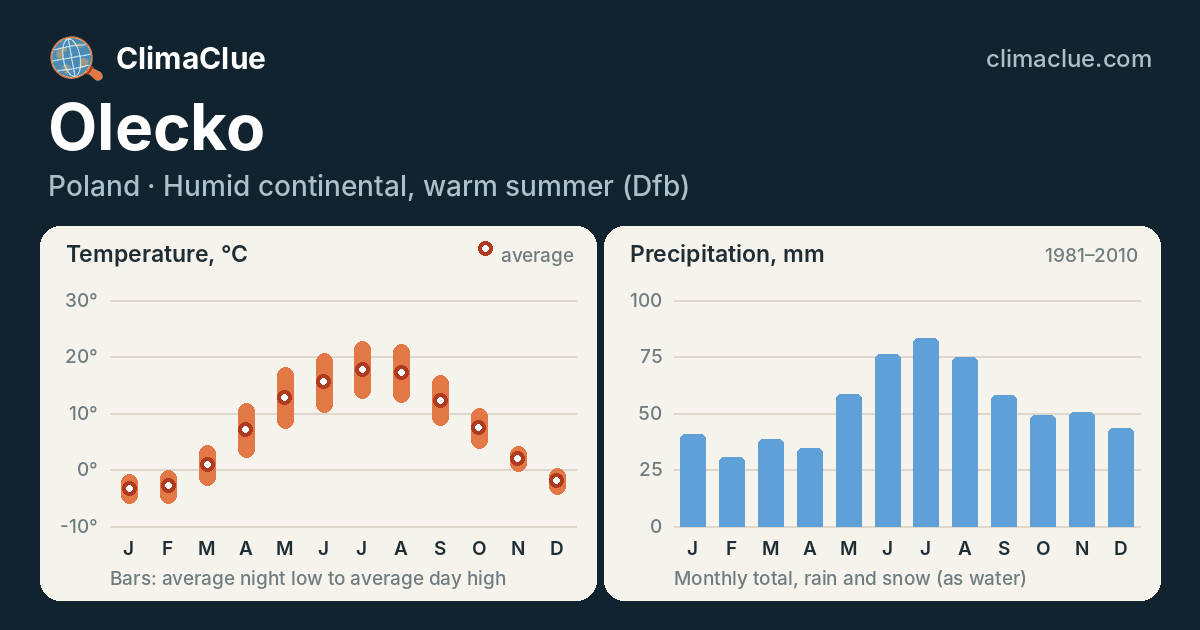 ClimaClue
climaclue.com
Olecko
Poland · Humid continental, warm summer (Dfb)
Temperature, °C
average
30°
20°
10°
0°
-10°
J F M A M J J A S O N D
Bars: average night low to average day high
Precipitation, mm
1981–2010
100
75
50
25
0
J F M A M J J A S O N D
Monthly total, rain and snow (as water)